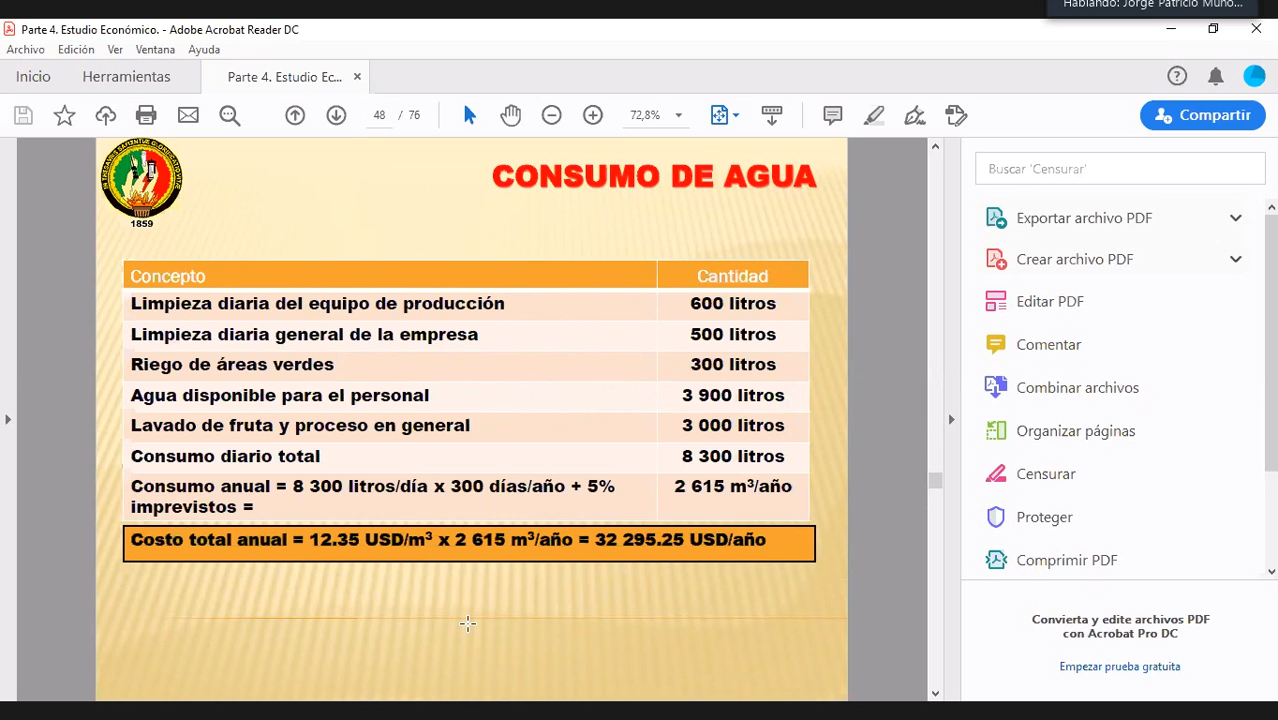 Hablando: Jorge Patricio Muño...
Parte 4. Estudio Económico. - Adobe Acrobat Reader DC
Archivo Edición Ver Ventana Ayuda
Inicio Herramientas Parte 4. Estudio Ec... ×
48 / 76 72,8% Compartir
CONSUMO DE AGUA
1859
Concepto Cantidad
Limpieza diaria del equipo de producción 600 litros
Limpieza diaria general de la empresa 500 litros
Riego de áreas verdes 300 litros
Agua disponible para el personal 3 900 litros
Lavado de fruta y proceso en general 3 000 litros
Consumo diario total 8 300 litros
Consumo anual = 8 300 litros/día x 300 días/año + 5% 2 615 m³/año
imprevistos =
Costo total anual = 12.35 USD/m³ x 2 615 m³/año = 32 295.25 USD/año
Buscar 'Censurar'
Exportar archivo PDF
Crear archivo PDF
Editar PDF
Comentar
Combinar archivos
Organizar páginas
Censurar
Proteger
Comprimir PDF
Convierta y edite archivos PDF
con Acrobat Pro DC
Empezar prueba gratuita